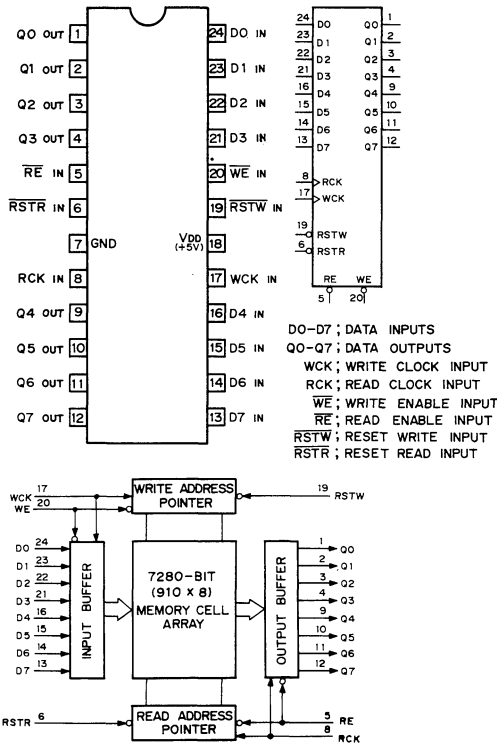 Q0 OUT 1 24 D0 IN
Q1 OUT 2 23 D1 IN
Q2 OUT 3 22 D2 IN
Q3 OUT 4 21 D3 IN
RE IN 5 20 WE IN
RSTR IN 6 19 RSTW IN
7 GND VDD (+5V) 18
RCK IN 8 17 WCK IN
Q4 OUT 9 16 D4 IN
Q5 OUT 10 15 D5 IN
Q6 OUT 11 14 D6 IN
Q7 OUT 12 13 D7 IN
24 D0 Q0 1
23 D1 Q1 2
22 D2 Q2 3
21 D3 Q3 4
16 D4 Q4 9
15 D5 Q5 10
14 D6 Q6 11
13 D7 Q7 12
8 RCK
17 WCK
19 RSTW
6 RSTR
RE WE
5 20
D0-D7; DATA INPUTS
Q0-Q7; DATA OUTPUTS
WCK; WRITE CLOCK INPUT
RCK; READ CLOCK INPUT
WE; WRITE ENABLE INPUT
RE; READ ENABLE INPUT
RSTW; RESET WRITE INPUT
RSTR; RESET READ INPUT
WCK 17
WE 20
WRITE ADDRESS
POINTER
19 RSTW
D0 24
D1 23
D2 22
D3 21
D4 16
D5 15
D6 14
D7 13
INPUT BUFFER
7280-BIT
(910 X 8)
MEMORY CELL
ARRAY
OUTPUT BUFFER
1 Q0
2 Q1
3 Q2
4 Q3
9 Q4
10 Q5
11 Q6
12 Q7
RSTR 6
READ ADDRESS
POINTER
5 RE
8 RCK